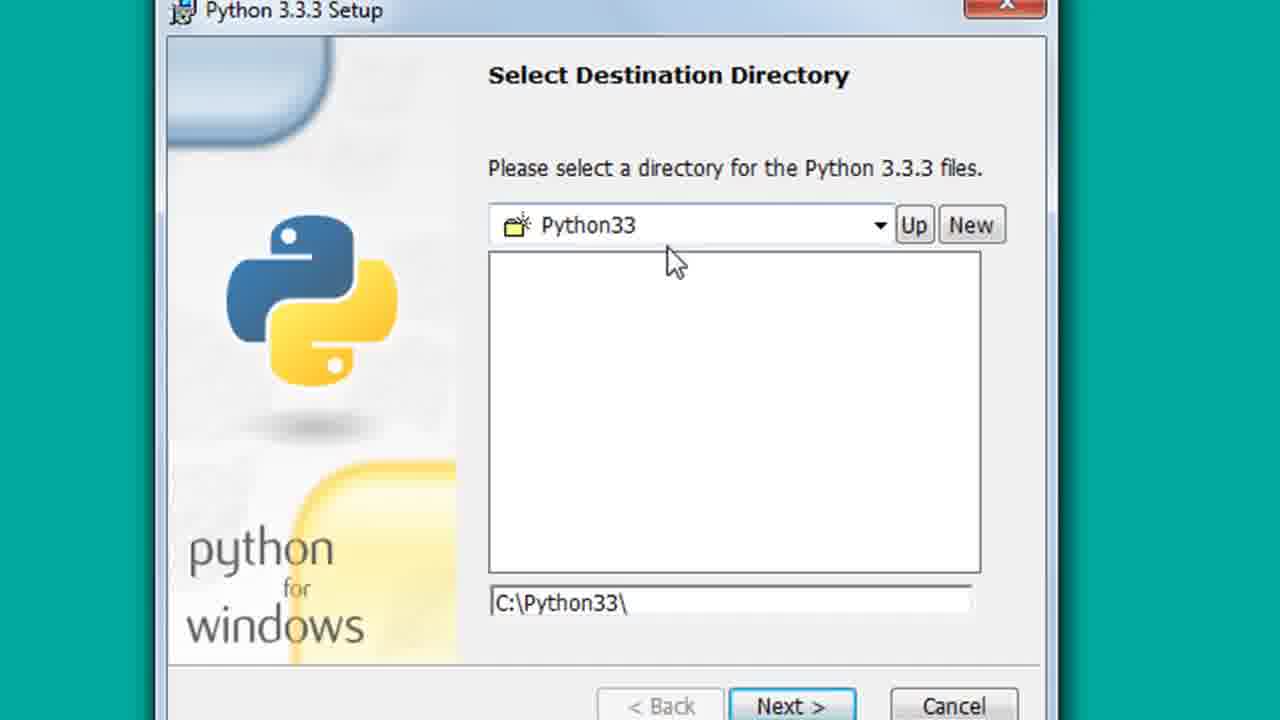 Python 3.3.3 Setup
Select Destination Directory
Please select a directory for the Python 3.3.3 files.
Python33
Up
New
C:\Python33\
python
for
windows
< Back
Next >
Cancel